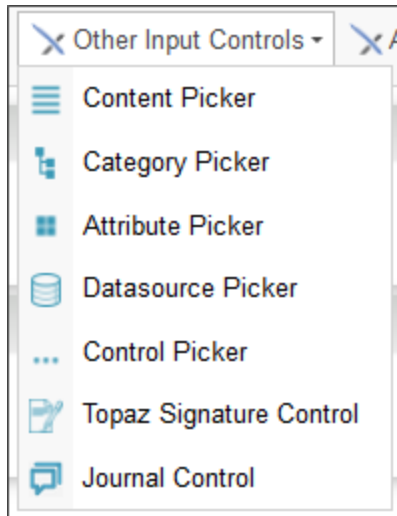 Other Input Controls
Content Picker
Category Picker
Attribute Picker
Datasource Picker
Control Picker
Topaz Signature Control
Journal Control